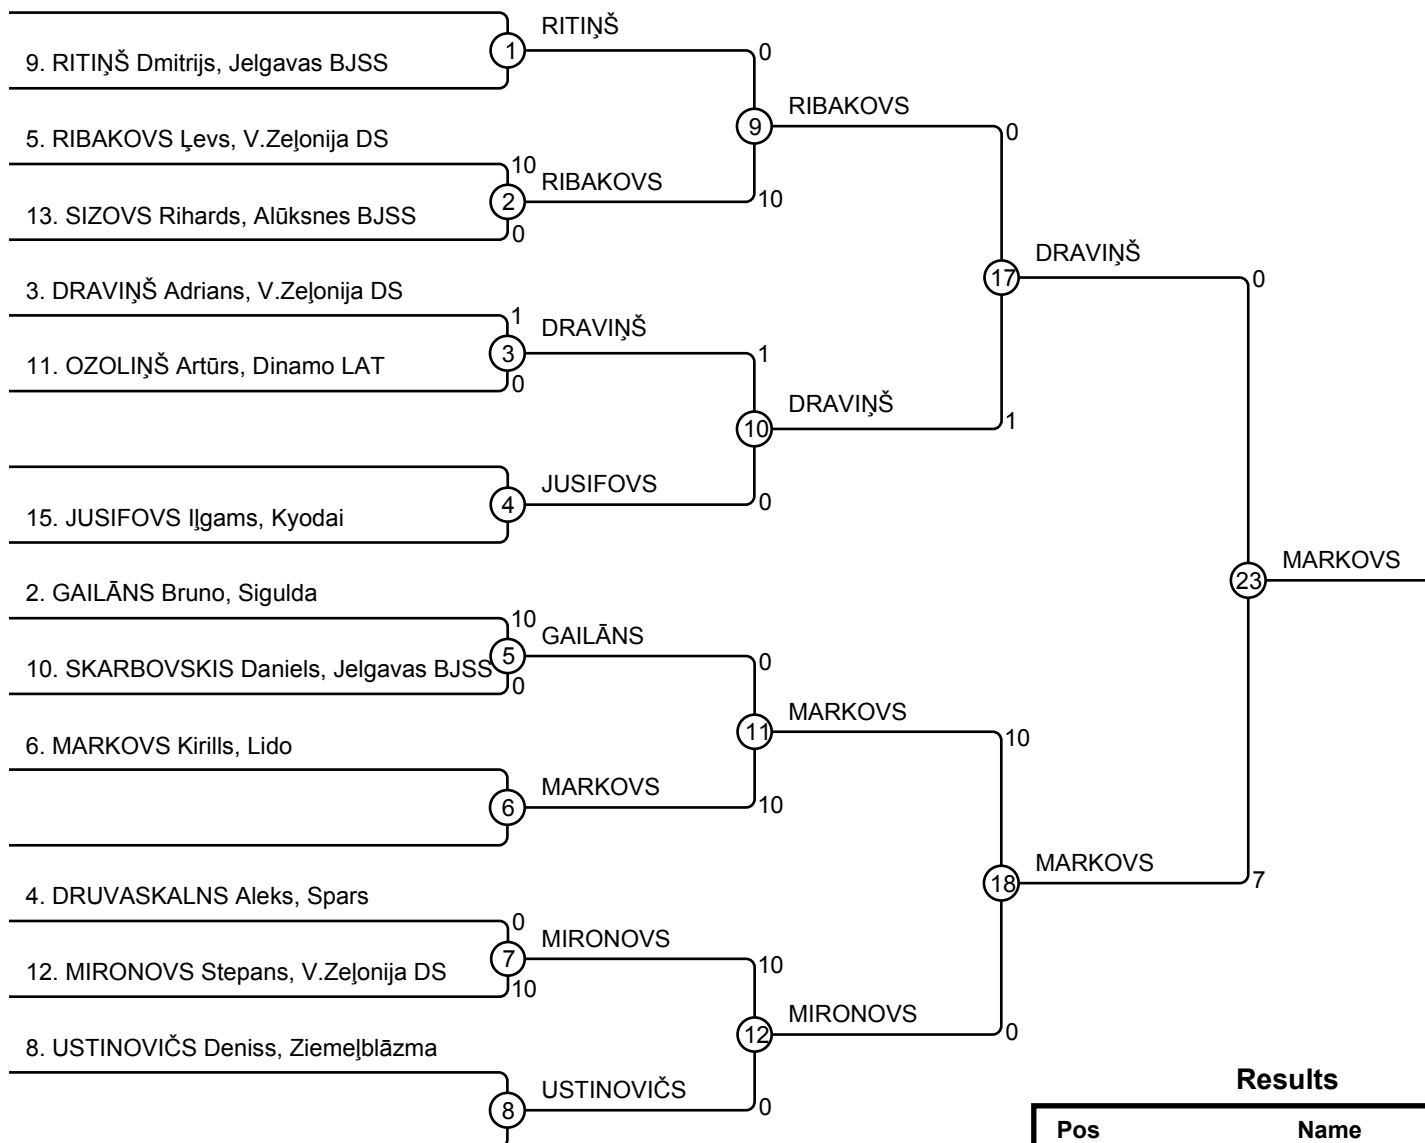 RITIŅŠ
1
0
9. RITIŅŠ Dmitrijs, Jelgavas BJSS
RIBAKOVS
9
0
5. RIBAKOVS Ļevs, V.Zeļonija DS
10
RIBAKOVS
10
2
13. SIZOVS Rihards, Alūksnes BJSS
0
DRAVIŅŠ
17
0
3. DRAVIŅŠ Adrians, V.Zeļonija DS
1
DRAVIŅŠ
3
1
11. OZOLIŅŠ Artūrs, Dinamo LAT
0
DRAVIŅŠ
10
1
JUSIFOVS
4
0
15. JUSIFOVS Iļgams, Kyodai
MARKOVS
23
2. GAILĀNS Bruno, Sigulda
10
GAILĀNS
5
0
10. SKARBOVSKIS Daniels, Jelgavas BJSS
0
MARKOVS
11
10
6. MARKOVS Kirills, Lido
MARKOVS
6
10
MARKOVS
18
7
4. DRUVASKALNS Aleks, Spars
0
MIRONOVS
7
10
12. MIRONOVS Stepans, V.Zeļonija DS
10
MIRONOVS
12
0
8. USTINOVIČS Deniss, Ziemeļblāzma
USTINOVIČS
8
0
Results
Pos Name